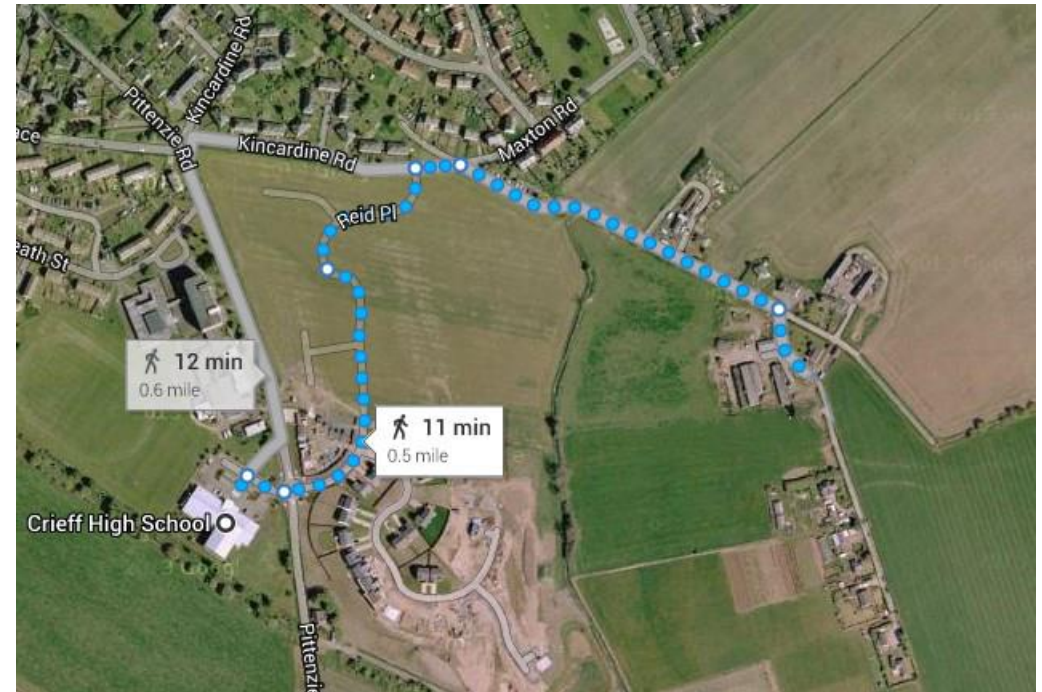 Kincardine Rd
Pittenzie Rd
ace
Kincardine Rd
Maxton Rd
Reid Pl
eath St
12 min
0.6 mile
11 min
0.5 mile
Crieff High School
Pittenzie